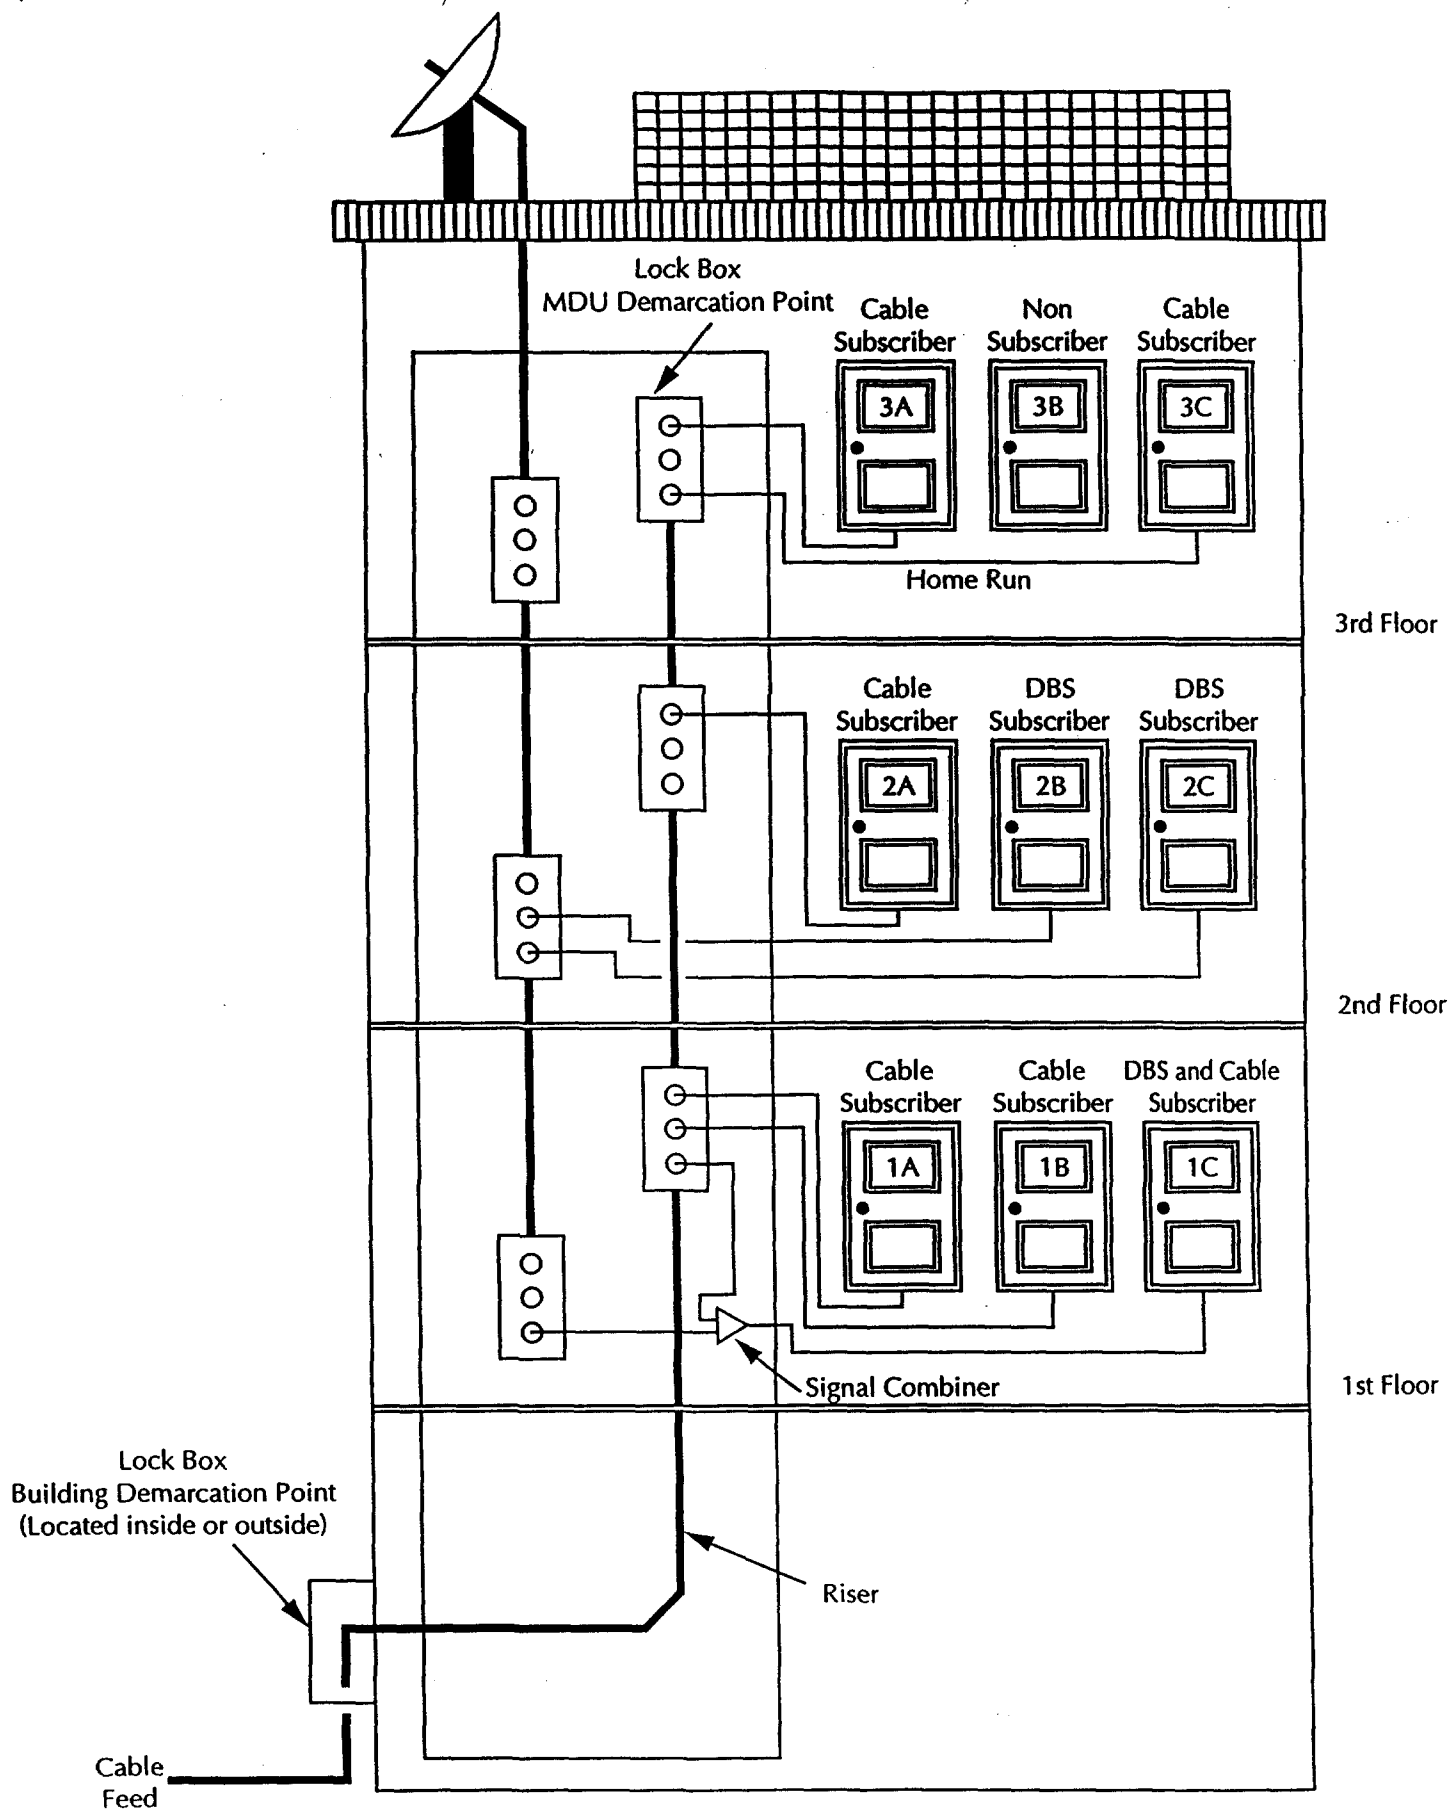 Lock Box
MDU Demarcation Point
Cable
Subscriber
Non
Subscriber
Cable
Subscriber
3A
3B
3C
Home Run
3rd Floor
Cable
Subscriber
DBS
Subscriber
DBS
Subscriber
2A
2B
2C
2nd Floor
Cable
Subscriber
Cable
Subscriber
DBS and Cable
Subscriber
1A
1B
1C
Signal Combiner
1st Floor
Lock Box
Building Demarcation Point
(Located inside or outside)
Riser
Cable
Feed